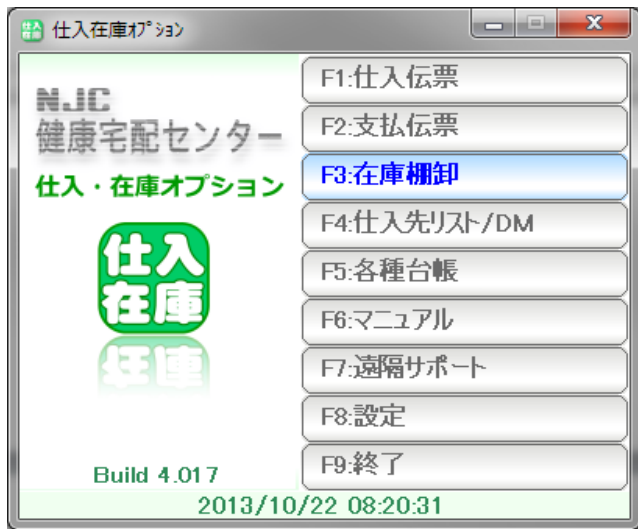 仕入在庫ｵﾌﾟｼｮﾝ
NJC
健康宅配センター
仕入・在庫オプション
仕入
在庫
Build 4.017
F1:仕入伝票
F2:支払伝票
F3:在庫棚卸
F4:仕入先リスト/DM
F5:各種台帳
F6:マニュアル
F7:遠隔サポート
F8:設定
F9:終了
2013/10/22 08:20:31